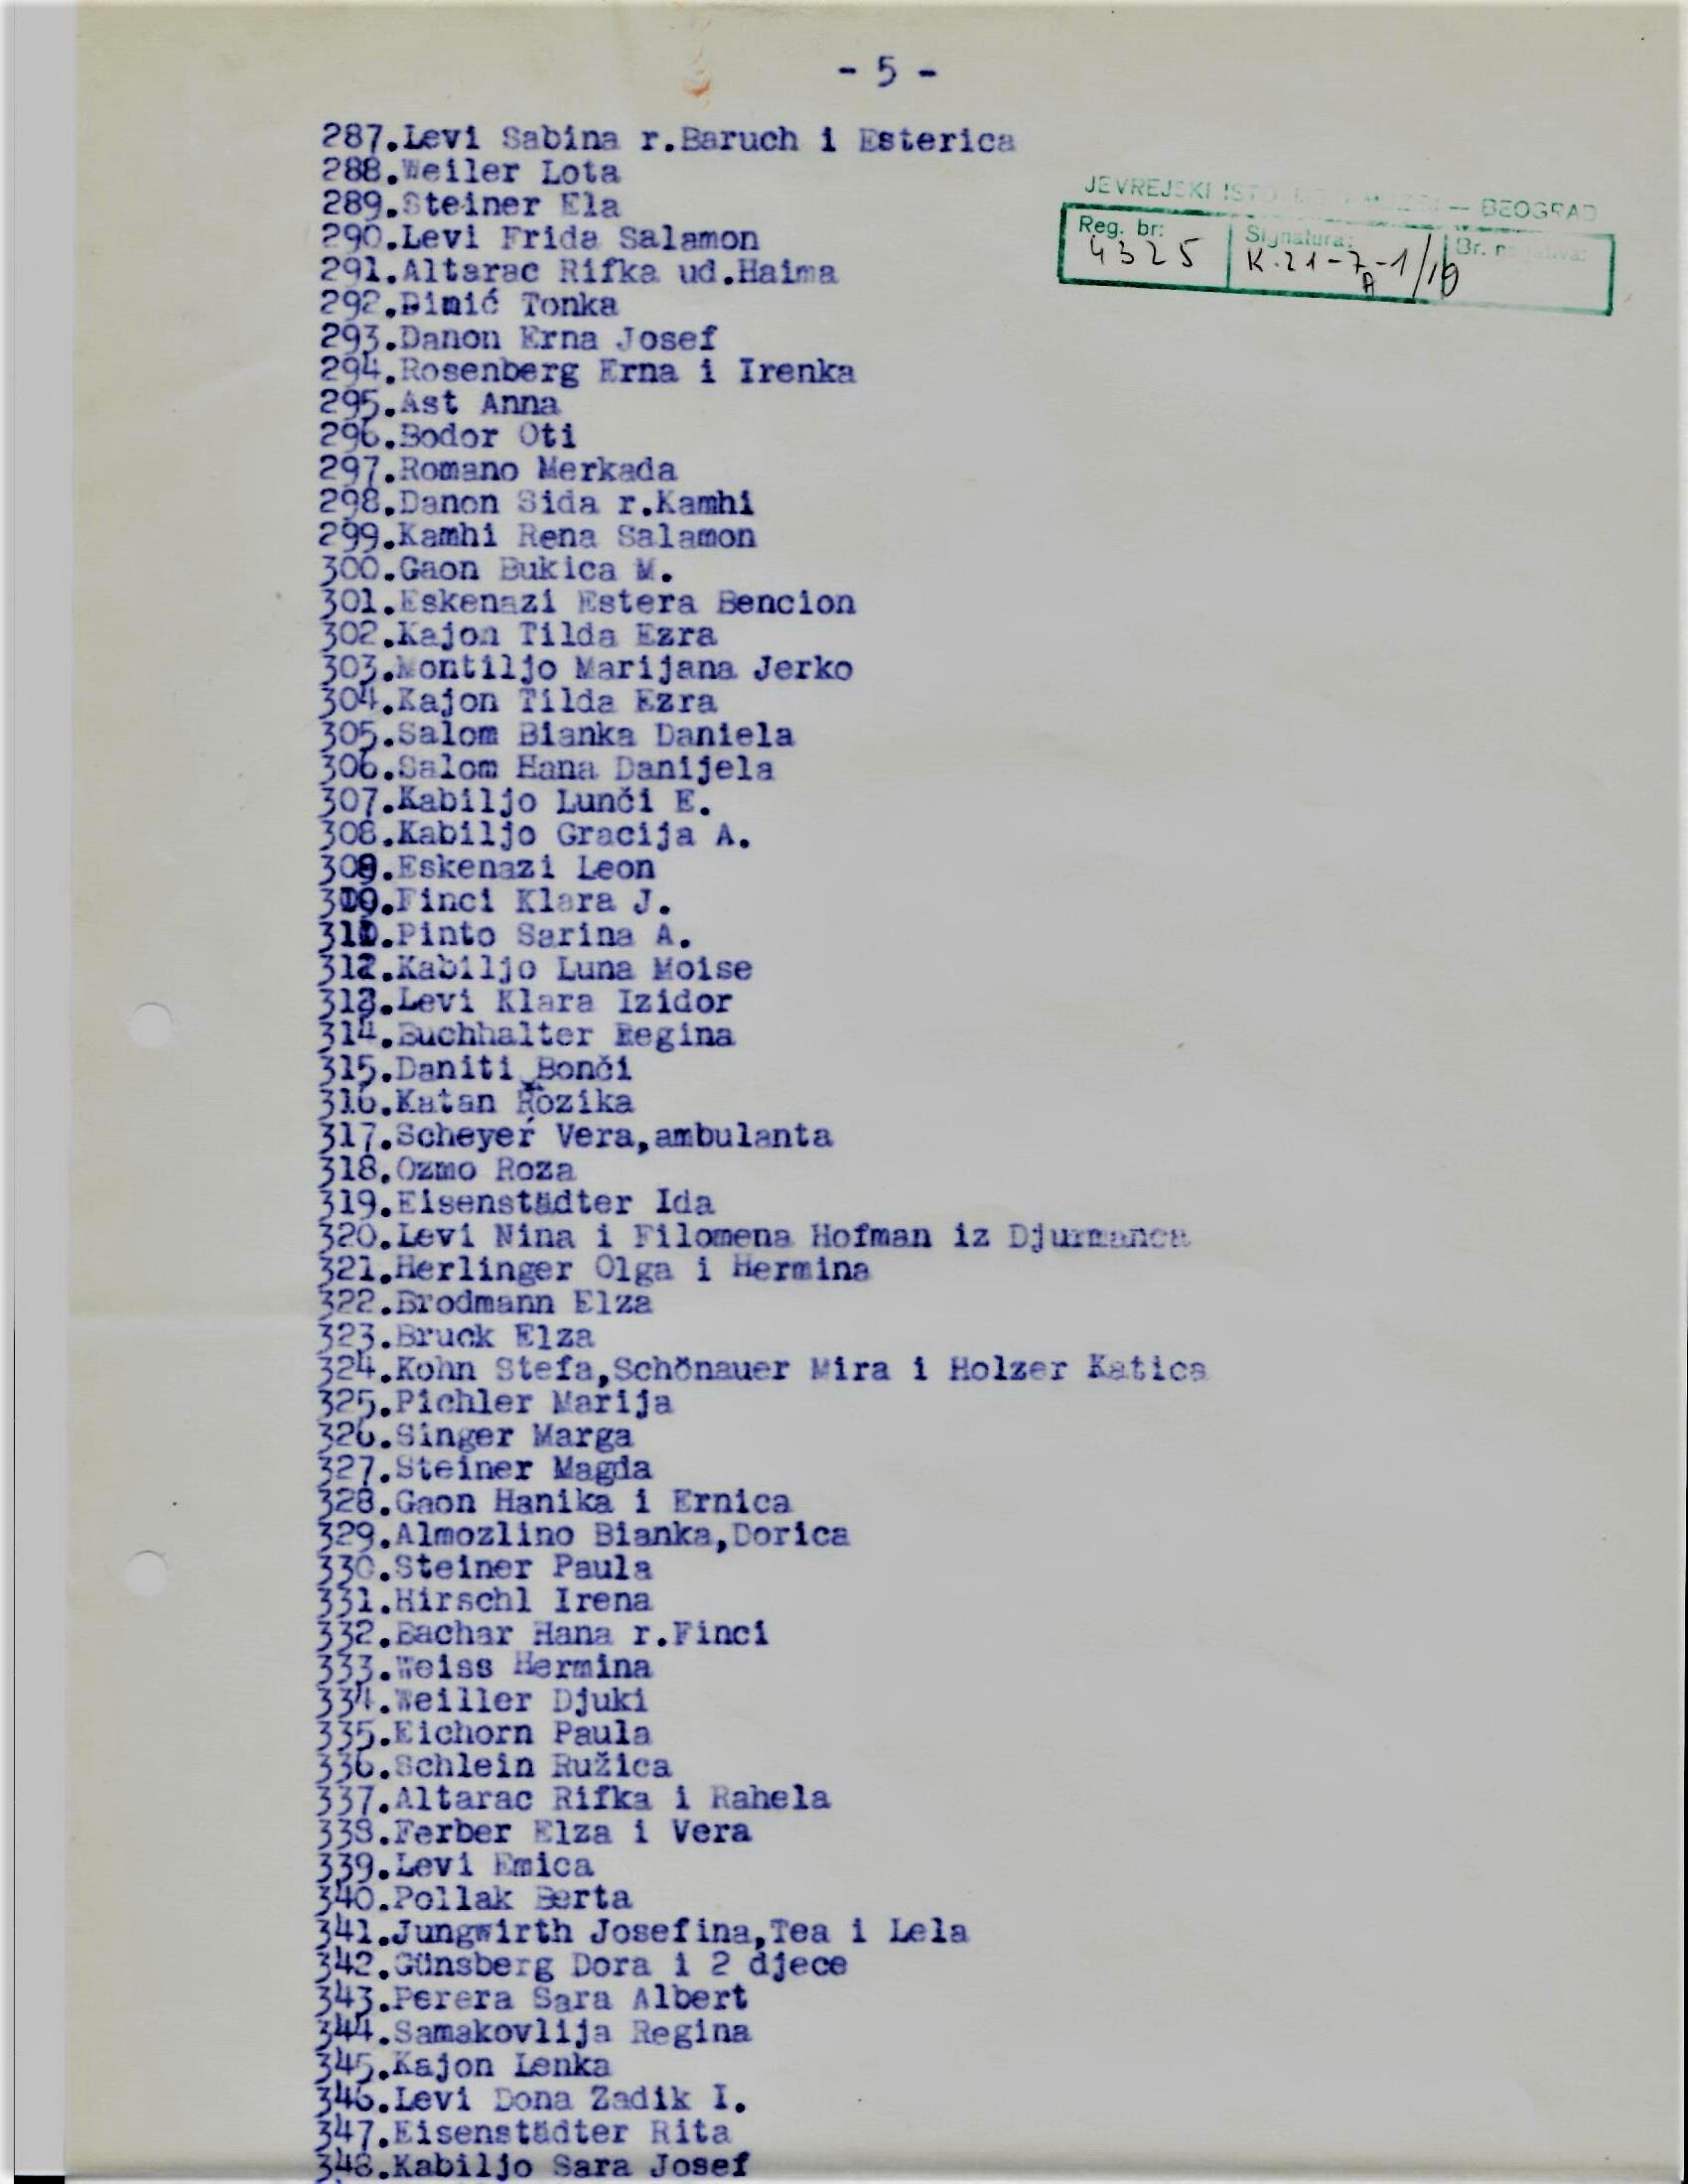 - 5 -
287.Levi Sabina r.Baruch i Esterica
288.Weiler Lota
289.Steiner Ela
290.Levi Frida Salamon
291.Altarac Rifka ud.Haima
292.Dimić Tonka
293.Danon Erna Josef
294.Rosenberg Erna i Irenka
295.Ast Anna
296.Bodor Oti
297.Romano Merkada
298.Danon Sida r.Kamhi
299.Kamhi Rena Salamon
300.Gaon Bukica M.
301.Eskenazi Estera Bencion
302.Kajon Tilda Ezra
303.Montiljo Marijana Jerko
304.Kajon Tilda Ezra
305.Salom Bianka Daniela
306.Salom Hana Danijela
307.Kabiljo Lunči E.
308.Kabiljo Gracija A.
309.Eskenazi Leon
310.Finci Klara J.
311.Pinto Sarina A.
312.Kabiljo Luna Moise
313.Levi Klara Izidor
314.Buchhalter Regina
315.Daniti Bonči
316.Katan Rozika
317.Scheyer Vera,ambulanta
318.Ozmo Roza
319.Eisenstädter Ida
320.Levi Nina i Filomena Hofman iz Djurmanca
321.Herlinger Olga i Hermina
322.Brodmann Elza
323.Bruck Elza
324.Kohn Stefa,Schönauer Mira i Holzer Katica
325.Pichler Marija
326.Singer Marga
327.Steiner Magda
328.Gaon Hanika i Ernica
329.Almozlino Bianka,Dorica
330.Steiner Paula
331.Hirschl Irena
332.Bachar Hana r.Finci
333.Weiss Hermina
334.Weiller Djuki
335.Eichorn Paula
336.Schlein Ružica
337.Altarac Rifka i Rahela
338.Ferber Elza i Vera
339.Levi Emica
340.Pollak Berta
341.Jungwirth Josefina,Tea i Lela
342.Günsberg Dora i 2 djece
343.Perera Sara Albert
344.Samakovlija Regina
345.Kajon Lenka
346.Levi Dona Zadik I.
347.Eisenstädter Rita
348.Kabiljo Sara Josef
JEVREJSKI — BEOGRAD
Reg. br: Signatura: Br. negativa:
4325 K.21-7A-1/10